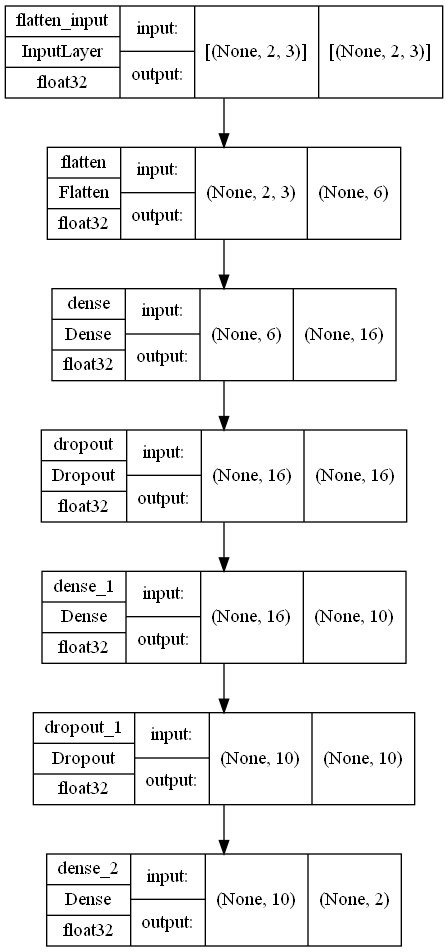 flatten_input
InputLayer
float32
input:
output:
[(None, 2, 3)]
[(None, 2, 3)]
flatten
Flatten
float32
input:
output:
(None, 2, 3)
(None, 6)
dense
Dense
float32
input:
output:
(None, 6)
(None, 16)
dropout
Dropout
float32
input:
output:
(None, 16)
(None, 16)
dense_1
Dense
float32
input:
output:
(None, 16)
(None, 10)
dropout_1
Dropout
float32
input:
output:
(None, 10)
(None, 10)
dense_2
Dense
float32
input:
output:
(None, 10)
(None, 2)